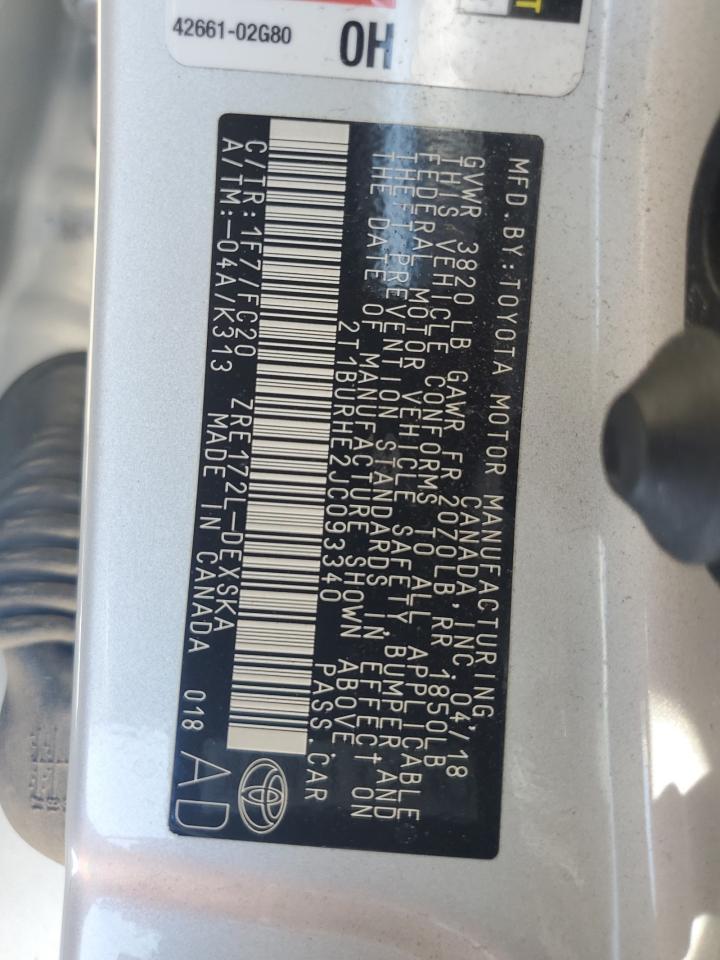 42661-02G80
0H
T
MFD.BY:TOYOTA MOTOR MANUFACTURING,
CANADA,INC.04/18
GVWR 3820LB GAWR FR 2070LB RR 1850LB
THIS VEHICLE CONFORMS TO ALL APPLICABLE
FEDERAL MOTOR VEHICLE SAFETY,BUMPER,AND
THEFT PREVENTION STANDARDS IN EFFECT ON
THE DATE OF MANUFACTURE SHOWN ABOVE.
2T1BURHE2JC093340 PASS.CAR
C/TR:1F7/FC20 ZRE172L-DEXSKA
A/TM:-04A/K313 MADE IN CANADA 018
AD